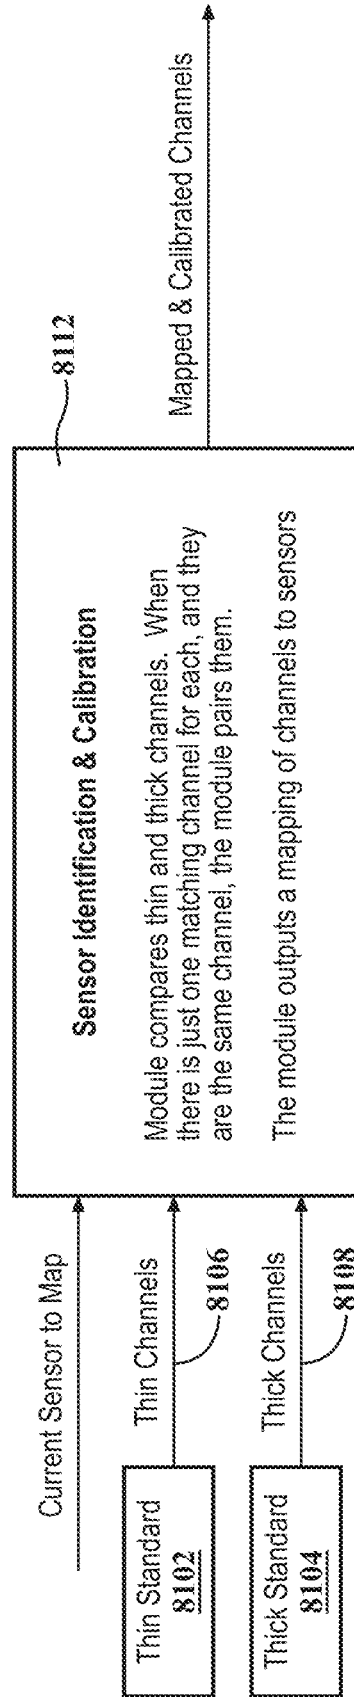 Current Sensor to Map
Thin Standard
8102
Thin Channels
8106
Thick Standard
8104
Thick Channels
8108
Sensor Identification & Calibration
Module compares thin and thick channels. When
there is just one matching channel for each, and they
are the same channel, the module pairs them.
The module outputs a mapping of channels to sensors
8112
Mapped & Calibrated Channels